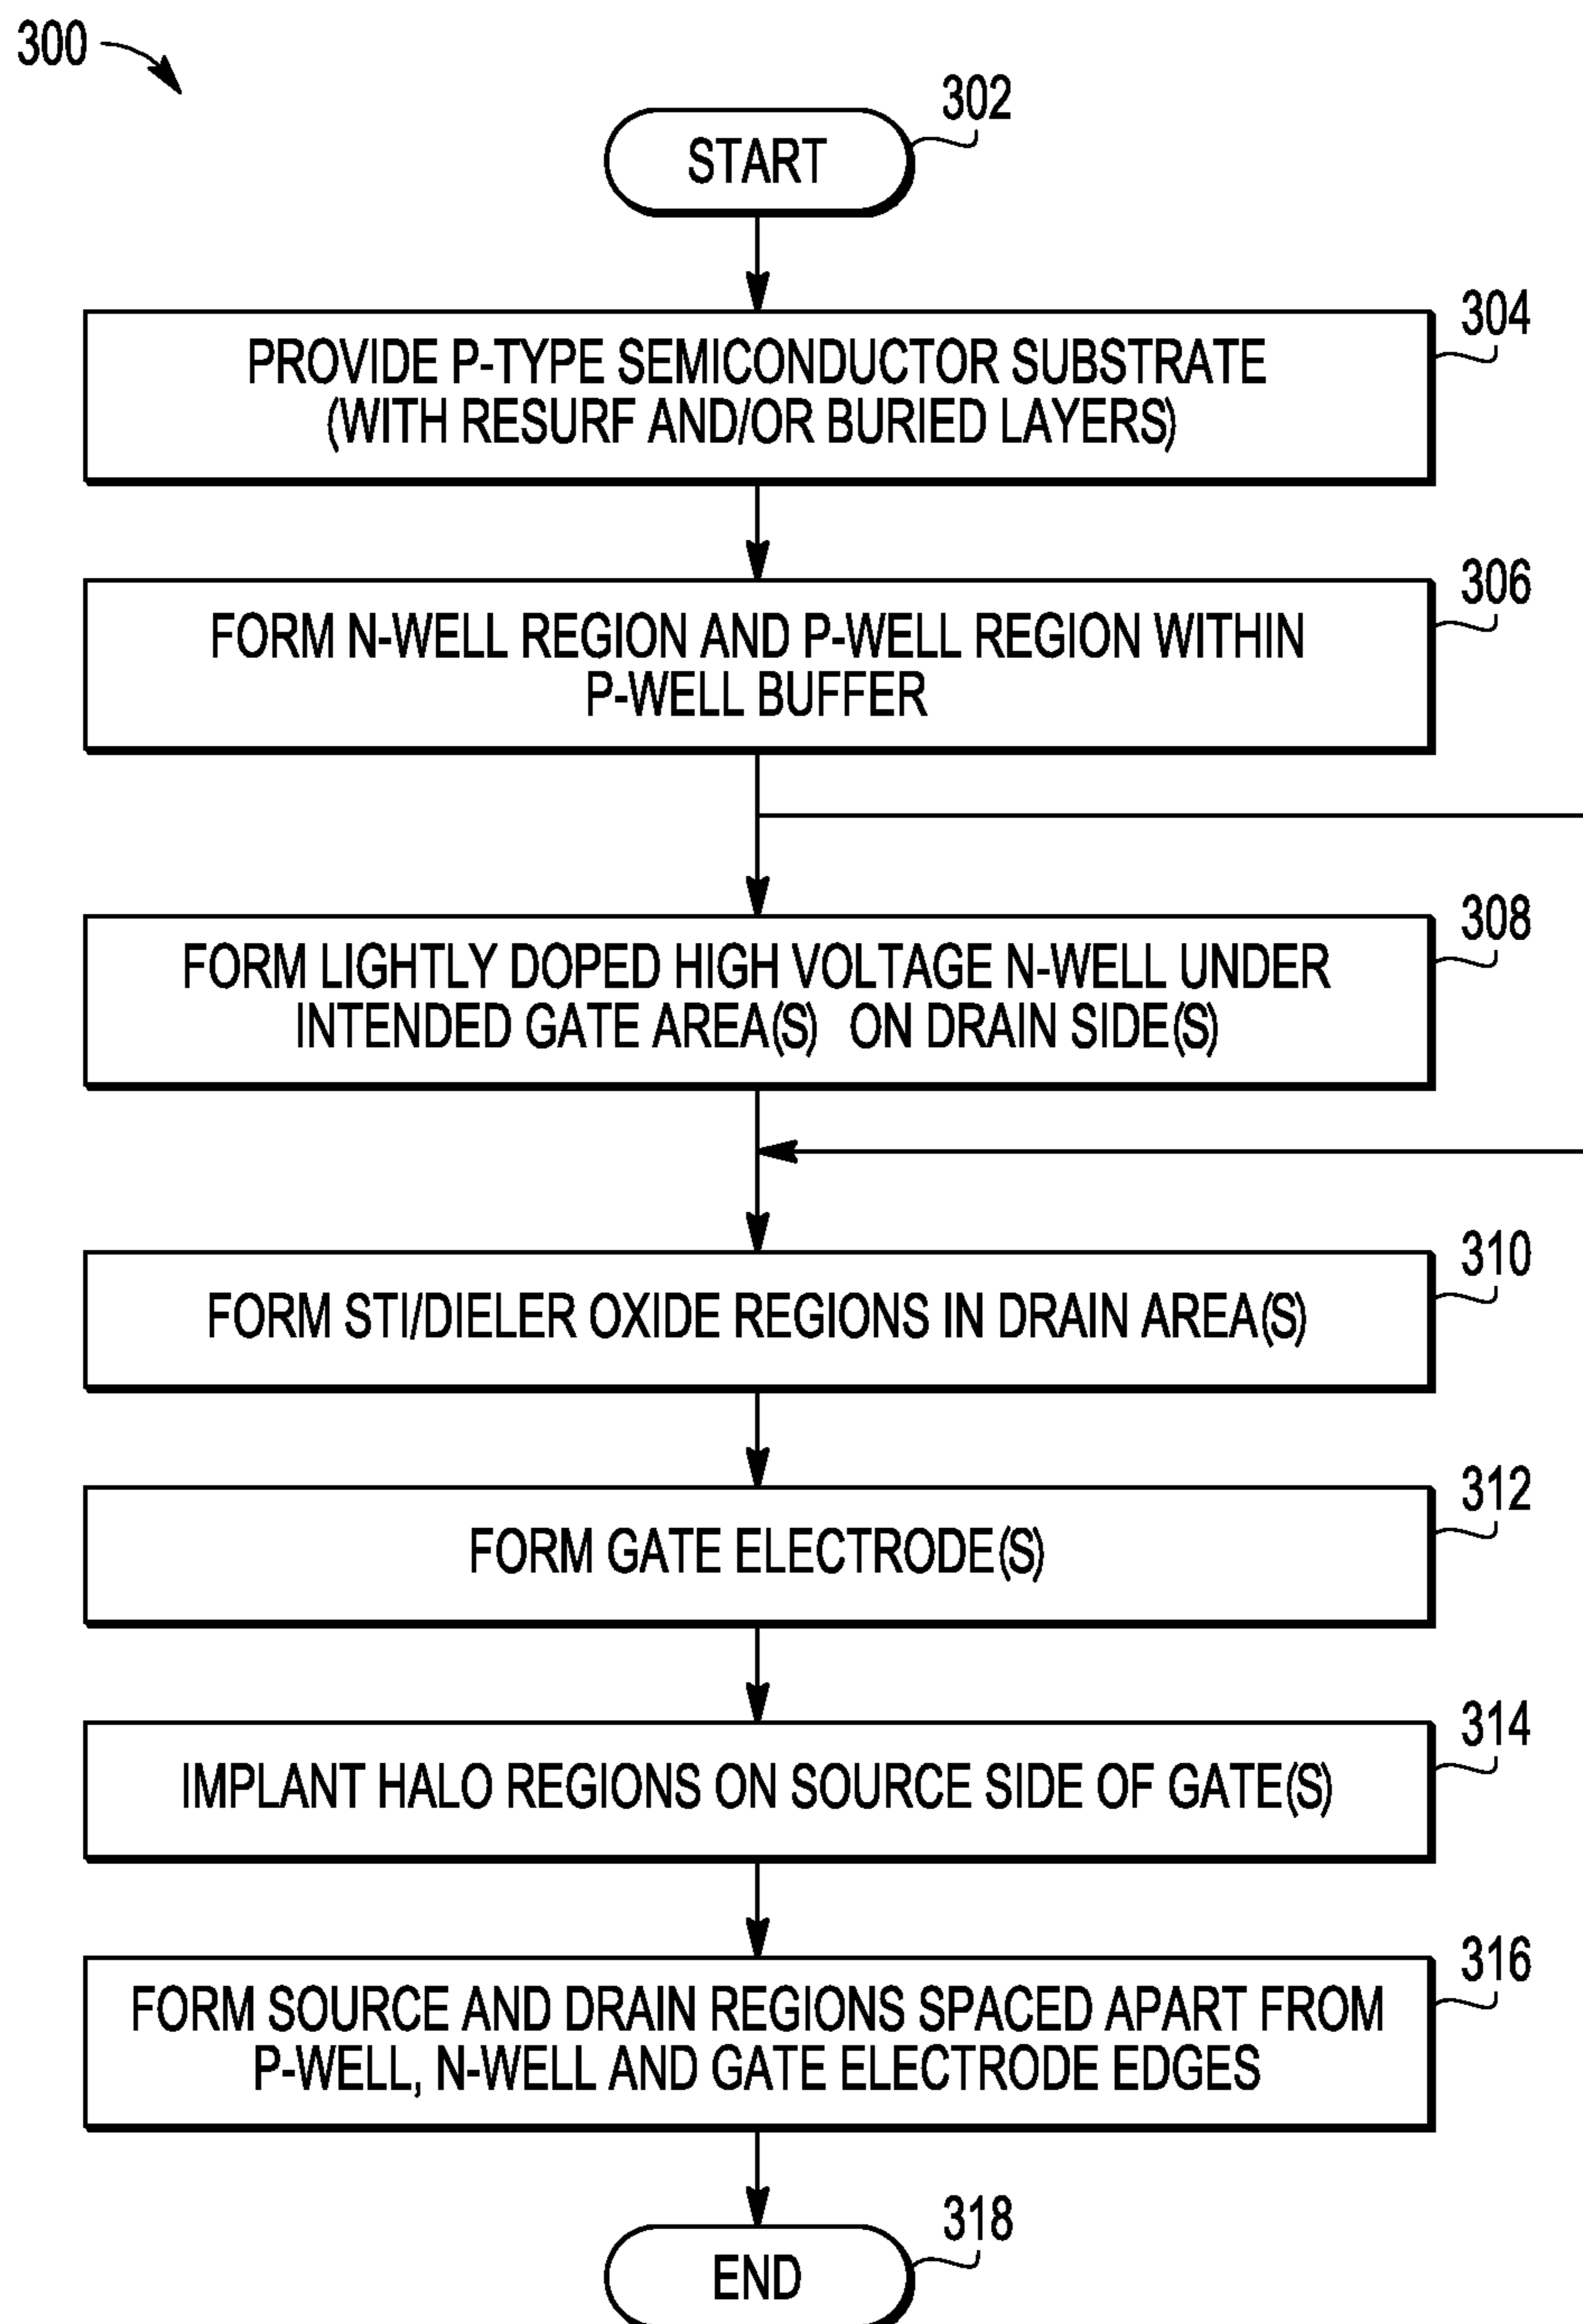 300
302
START
304
PROVIDE P-TYPE SEMICONDUCTOR SUBSTRATE
(WITH RESURF AND/OR BURIED LAYERS)
306
FORM N-WELL REGION AND P-WELL REGION WITHIN
P-WELL BUFFER
308
FORM LIGHTLY DOPED HIGH VOLTAGE N-WELL UNDER
INTENDED GATE AREA(S) ON DRAIN SIDE(S)
310
FORM STI/DIELER OXIDE REGIONS IN DRAIN AREA(S)
312
FORM GATE ELECTRODE(S)
314
IMPLANT HALO REGIONS ON SOURCE SIDE OF GATE(S)
316
FORM SOURCE AND DRAIN REGIONS SPACED APART FROM
P-WELL, N-WELL AND GATE ELECTRODE EDGES
318
END